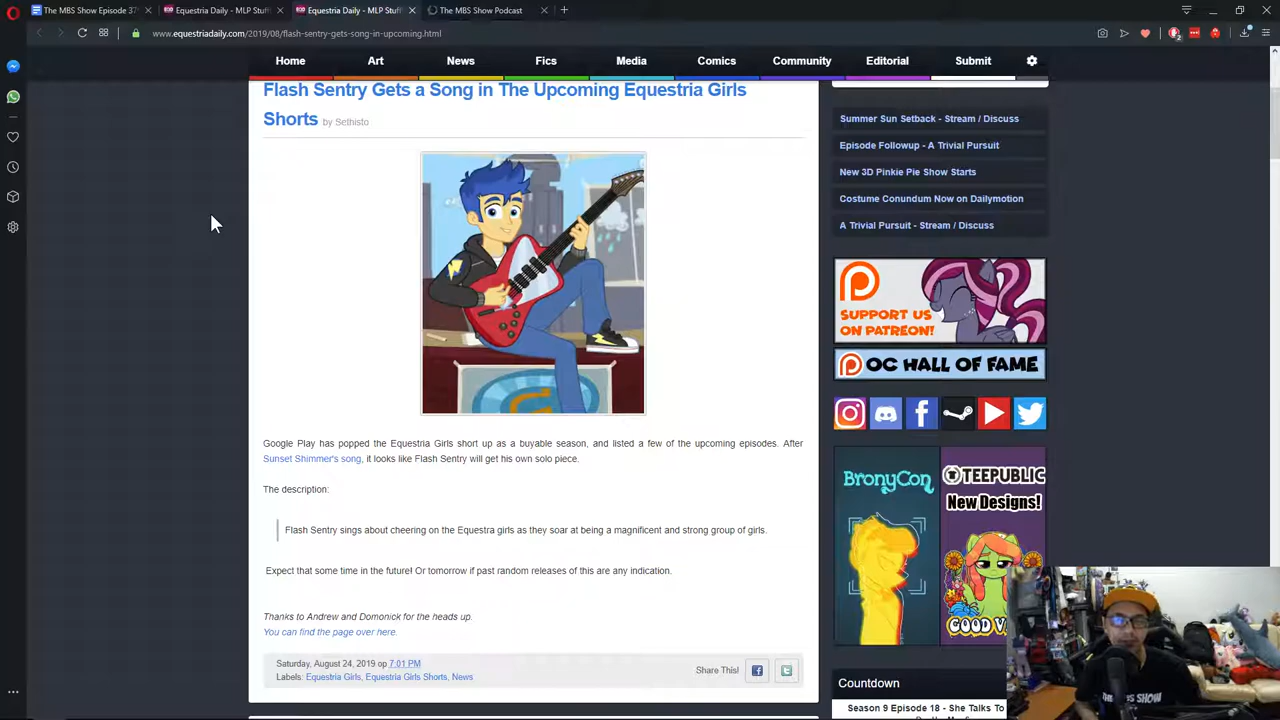 The MBS Show Episode 37
Equestria Daily - MLP Stuff
Equestria Daily - MLP Stuff
The MBS Show Podcast
www.equestriadaily.com/2019/08/flash-sentry-gets-song-in-upcoming.html
Home Art News Fics Media Comics Community Editorial Submit
Flash Sentry Gets a Song in The Upcoming Equestria Girls
Shorts by Sethisto
Google Play has popped the Equestria Girls short up as a buyable season, and listed a few of the upcoming episodes. After
Sunset Shimmer's song, it looks like Flash Sentry will get his own solo piece.
The description:
Flash Sentry sings about cheering on the Equestra girls as they soar at being a magnificent and strong group of girls.
Expect that some time in the future! Or tomorrow if past random releases of this are any indication.
Thanks to Andrew and Domonick for the heads up.
You can find the page over here.
Saturday, August 24, 2019 op 7:01 PM
Labels: Equestria Girls, Equestria Girls Shorts, News
Share This!
Summer Sun Setback - Stream / Discuss
Episode Followup - A Trivial Pursuit
New 3D Pinkie Pie Show Starts
Costume Conundum Now on Dailymotion
A Trivial Pursuit - Stream / Discuss
SUPPORT US
ON PATREON!
OC HALL OF FAME
BronyCon
TEEPUBLIC
New Designs!
GOOD V
Countdown
Season 9 Episode 18 - She Talks To
THE MBS SHOW